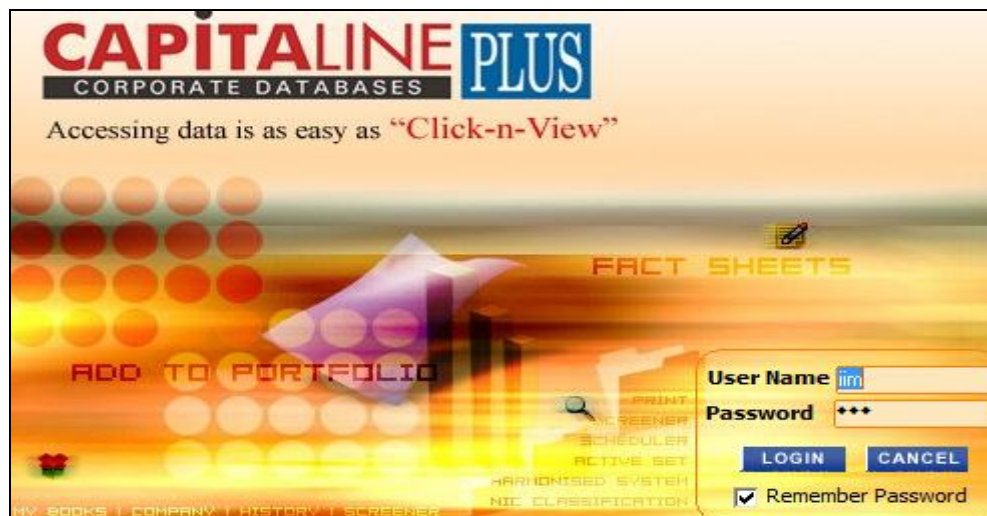 CAPiTALINE PLUS
CORPORATE DATABASES
Accessing data is as easy as “Click-n-View”
FACT SHEETS
ADD TO PORTFOLIO
User Name iim
Password •••
PRINT
SCREENER
SCHEDULER
ACTIVE SET
HARMONISED SYSTEM
NIC CLASSIFICATION
LOGIN CANCEL
Remember Password
MY BOOKS | COMPANY | HISTORY | SCREENER